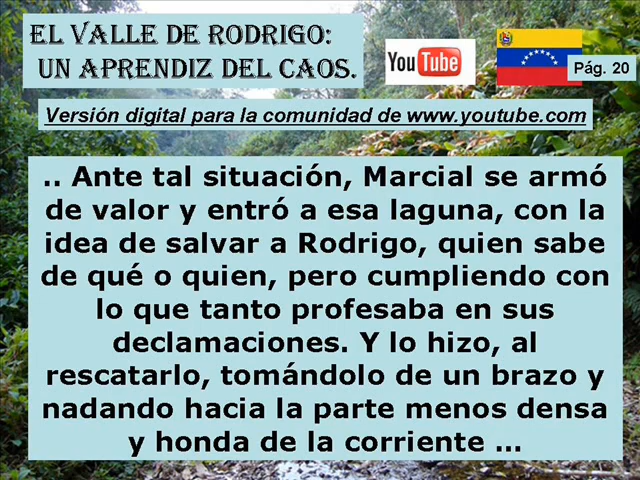 EL VALLE DE RODRIGO:
UN APRENDIZ DEL CAOS.
YouTube
Pág. 20
Versión digital para la comunidad de www.youtube.com
.. Ante tal situación, Marcial se armó
de valor y entró a esa laguna, con la
idea de salvar a Rodrigo, quien sabe
de qué o quien, pero cumpliendo con
lo que tanto profesaba en sus
declamaciones. Y lo hizo, al
rescatarlo, tomándolo de un brazo y
nadando hacia la parte menos densa
y honda de la corriente ...